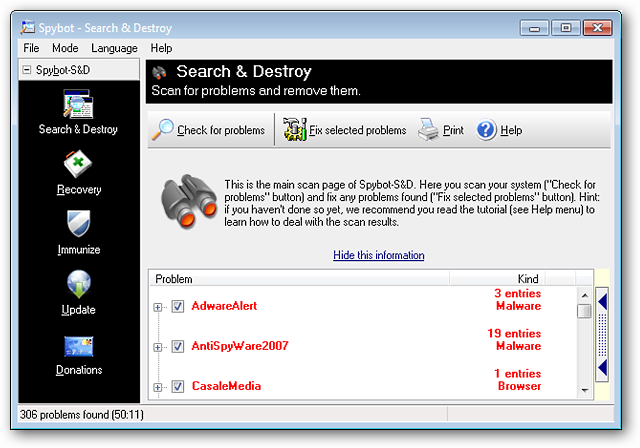 Spybot - Search & Destroy
File Mode Language Help
Spybot-S&D
Search & Destroy
Recovery
Immunize
Update
Donations
Search & Destroy
Scan for problems and remove them.
Check for problems Fix selected problems Print Help
This is the main scan page of Spybot-S&D. Here you scan your system ("Check for
problems" button) and fix any problems found ("Fix selected problems" button). Hint:
if you haven't done so yet, we recommend you read the tutorial (see Help menu) to
learn how to deal with the scan results.
Hide this information
Problem Kind
3 entries
AdwareAlert Malware
19 entries
AntiSpyWare2007 Malware
1 entries
CasaleMedia Browser
306 problems found (50:11)